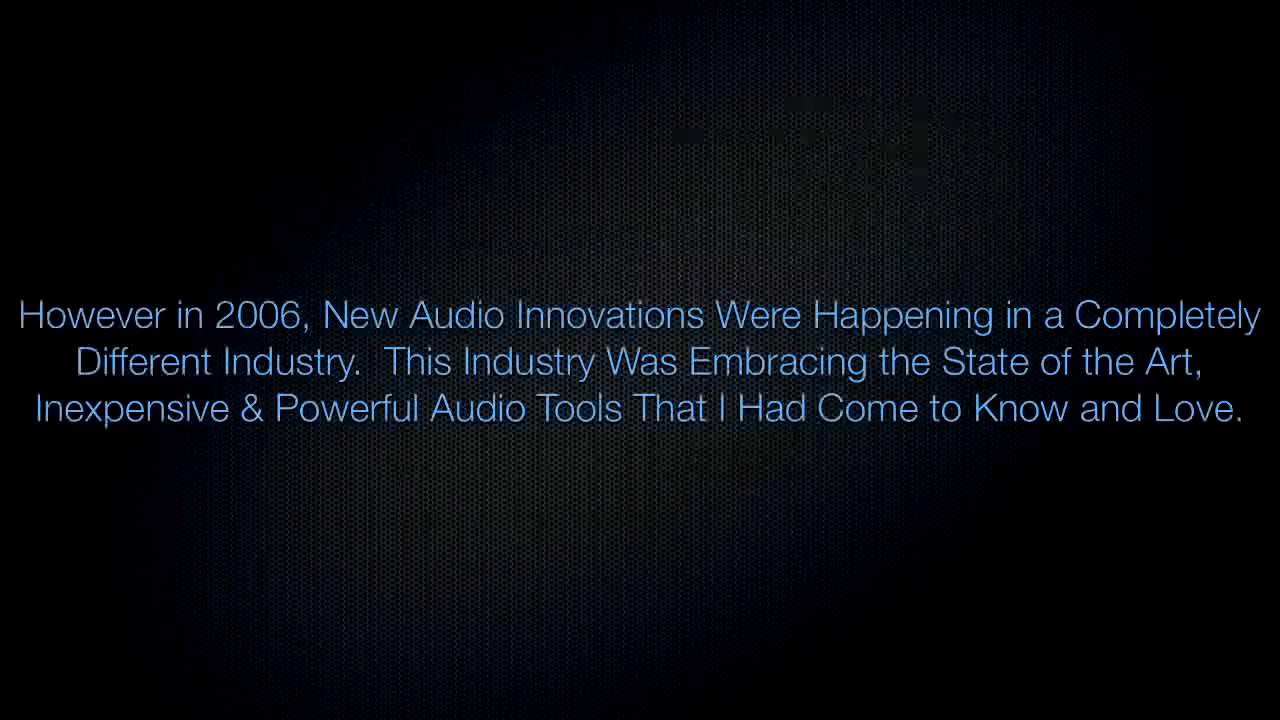 However in 2006, New Audio Innovations Were Happening in a Completely
Different Industry.  This Industry Was Embracing the State of the Art,
Inexpensive & Powerful Audio Tools That I Had Come to Know and Love.